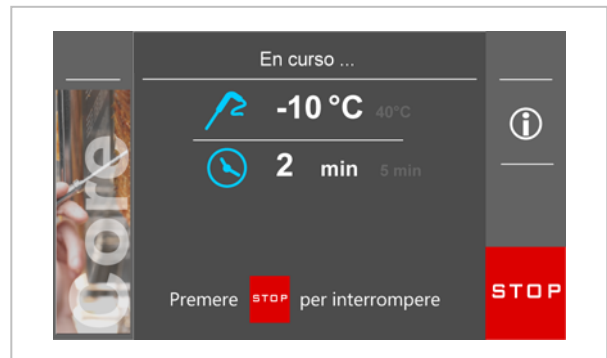 En curso ...
-10 °C 40°C
2 min 5 min
Premere STOP per interrompere
core
STOP